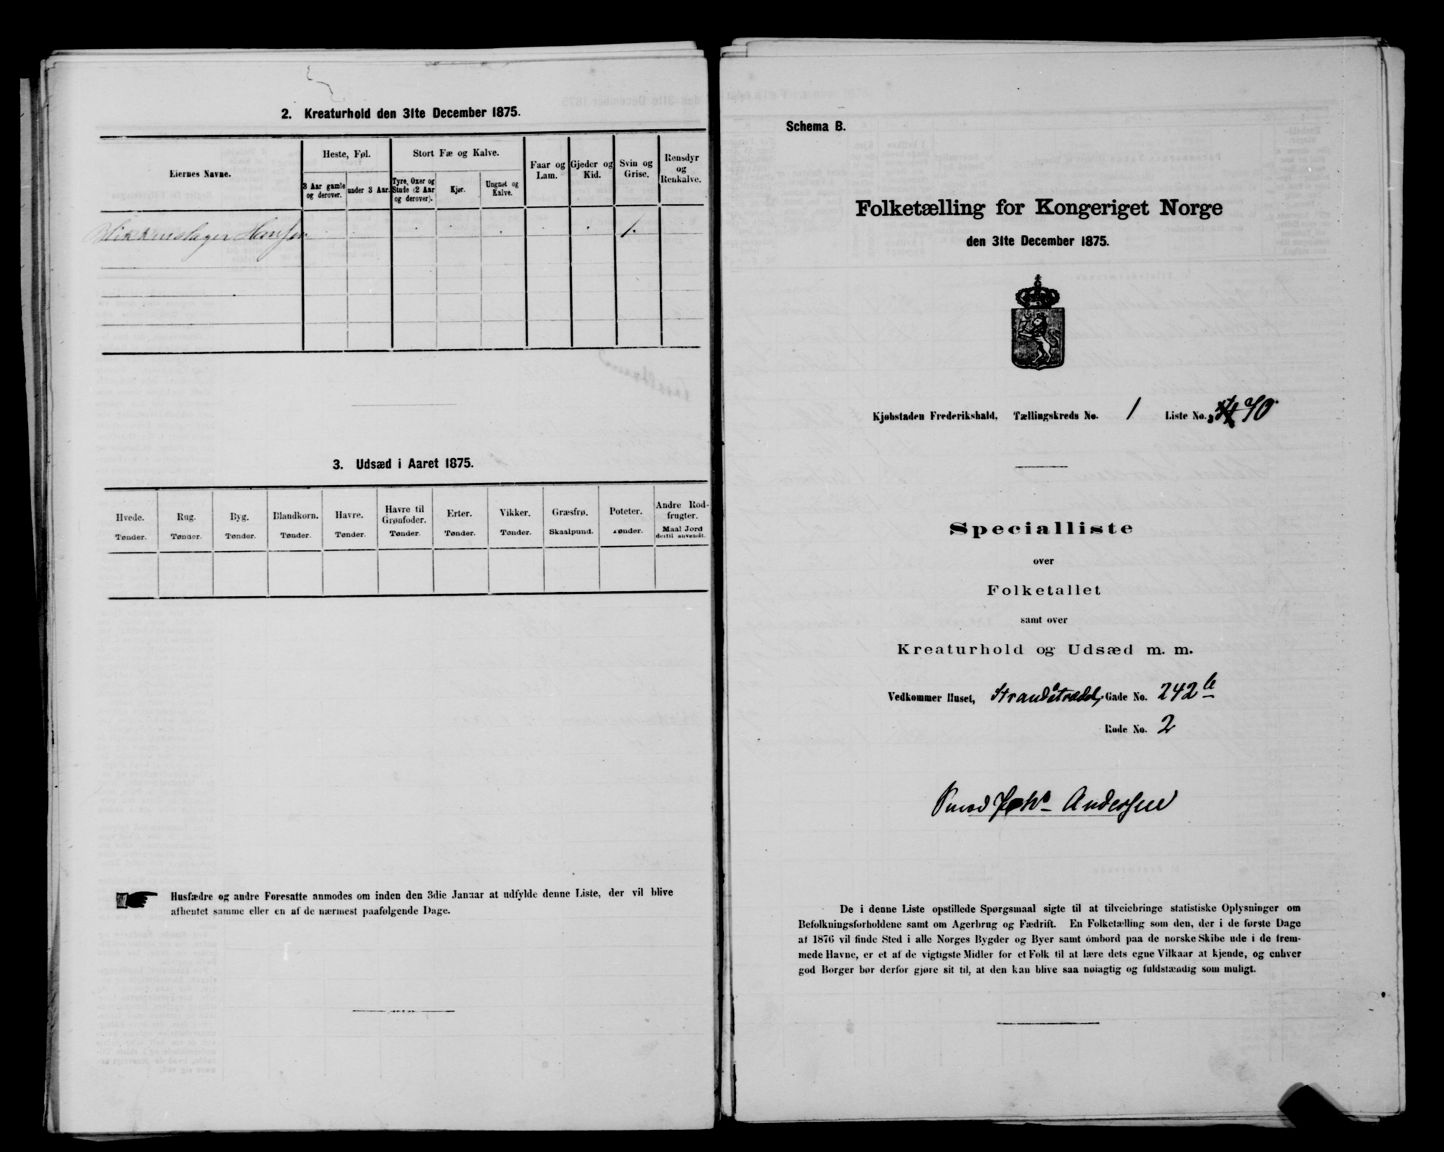 2. Kreaturhold den 31te December 1875.
Eiernes Navne.
Heste, Føl.
Stort Fæ og Kalve.
Faar og Lam.
Gjeder og Kid.
Svin og Grise.
Rensdyr og Renkalve.
3 Aar gamle og derover.
under 3 Aar.
Tyre, Oxer og Stude (2 Aar og derover).
Kjør.
Ungnøt og Kalve.
Blikkenslager Hansen
1.
3. Udsæd i Aaret 1875.
Hvede. Rug. Byg. Blandkorn. Havre. Havre til Grønfoder. Erter. Vikker. Græsfrø. Poteter. Andre Rodfrugter.
Tønder. Tønder. Tønder. Tønder. Tønder. Tønder. Tønder. Tønder. Skaalpund. Tønder. Maal Jord dertil anvendt.
Husfædre og andre Foresatte anmodes om inden den 3die Januar at udfylde denne Liste, der vil blive
afhentet samme eller en af de nærmest paafølgende Dage.
Schema B.
Folketælling for Kongeriget Norge
den 31te December 1875.
Kjøbstaden Frederikshald, Tællingskreds No. 1 Liste No. 70
Specialliste
over
Folketallet
samt over
Kreaturhold og Udsæd m. m.
Vedkommer Huset, Strandstrædet, Gade No. 242 b
Rode No. 2
Andersen
De i denne Liste opstillede Spørgsmaal sigte til at tilveiebringe statistiske Oplysninger om
Befolkningsforholdene samt om Agerbrug og Fædrift. En Folketælling som den, der i de første Dage
af 1876 vil finde Sted i alle Norges Bygder og Byer samt ombord paa de norske Skibe ude i de frem-
mede Havne, er et af de vigtigste Midler for et Folk til at lære dets egne Vilkaar at kjende, og enhver
god Borger bør derfor gjøre sit til, at den kan blive saa nøiagtig og fuldstændig som muligt.